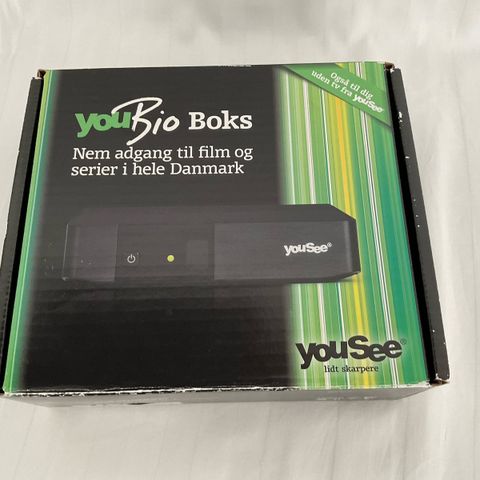 Også til dig
uden tv fra youSee
youBio Boks
Nem adgang til film og
serier i hele Danmark
youSee®
youSee®
lidt skarpere